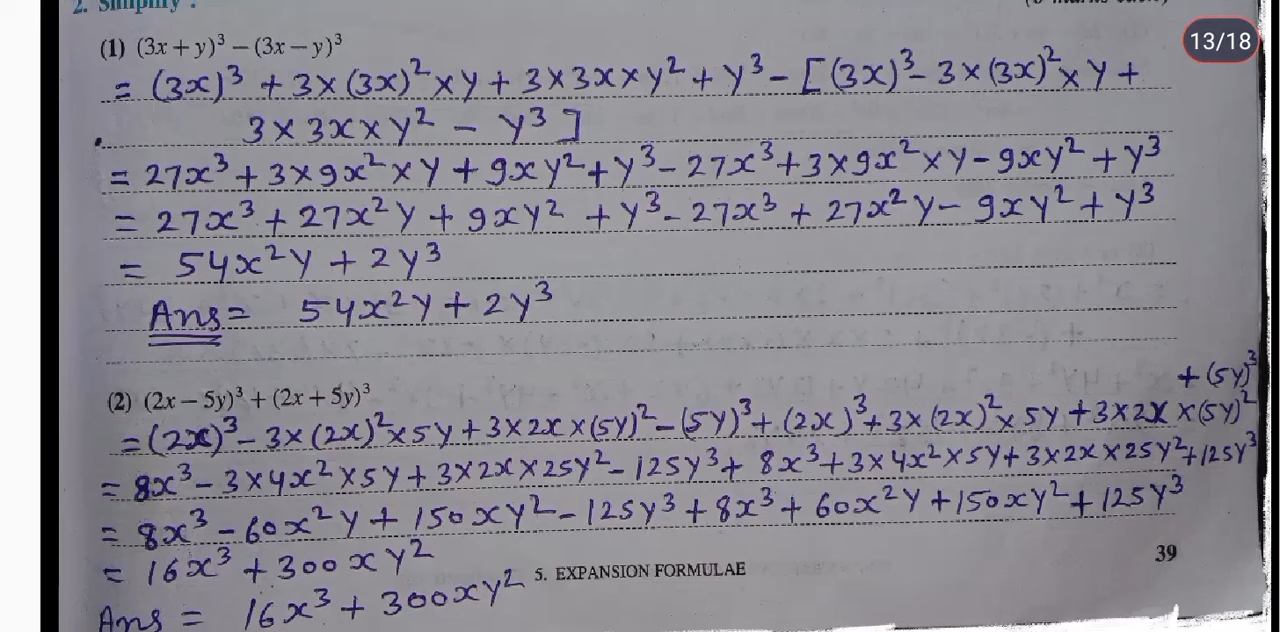 2. Simplify :
13/18
(1) (3x + y)³ – (3x – y)³
= (3x)³ + 3 × (3x)² × y + 3 × 3x × y² + y³ – [(3x)³ – 3 × (3x)² × y +
3 × 3x × y² – y³]
= 27x³ + 3 × 9x² × y + 9xy² + y³ – 27x³ + 3 × 9x² × y – 9xy² + y³
= 27x³ + 27x²y + 9xy² + y³ – 27x³ + 27x²y – 9xy² + y³
= 54x²y + 2y³
Ans = 54x²y + 2y³
(2) (2x – 5y)³ + (2x + 5y)³
+ (5y)³
= (2x)³ – 3 × (2x)² × 5y + 3 × 2x × (5y)² – (5y)³ + (2x)³ + 3 × (2x)² × 5y + 3 × 2x × (5y)²
= 8x³ – 3 × 4x² × 5y + 3 × 2x × 25y² – 125y³ + 8x³ + 3 × 4x² × 5y + 3 × 2x × 25y² + 125y³
= 8x³ – 60x²y + 150xy² – 125y³ + 8x³ + 60x²y + 150xy² + 125y³
= 16x³ + 300xy²
Ans = 16x³ + 300xy²
5. EXPANSION FORMULAE
39